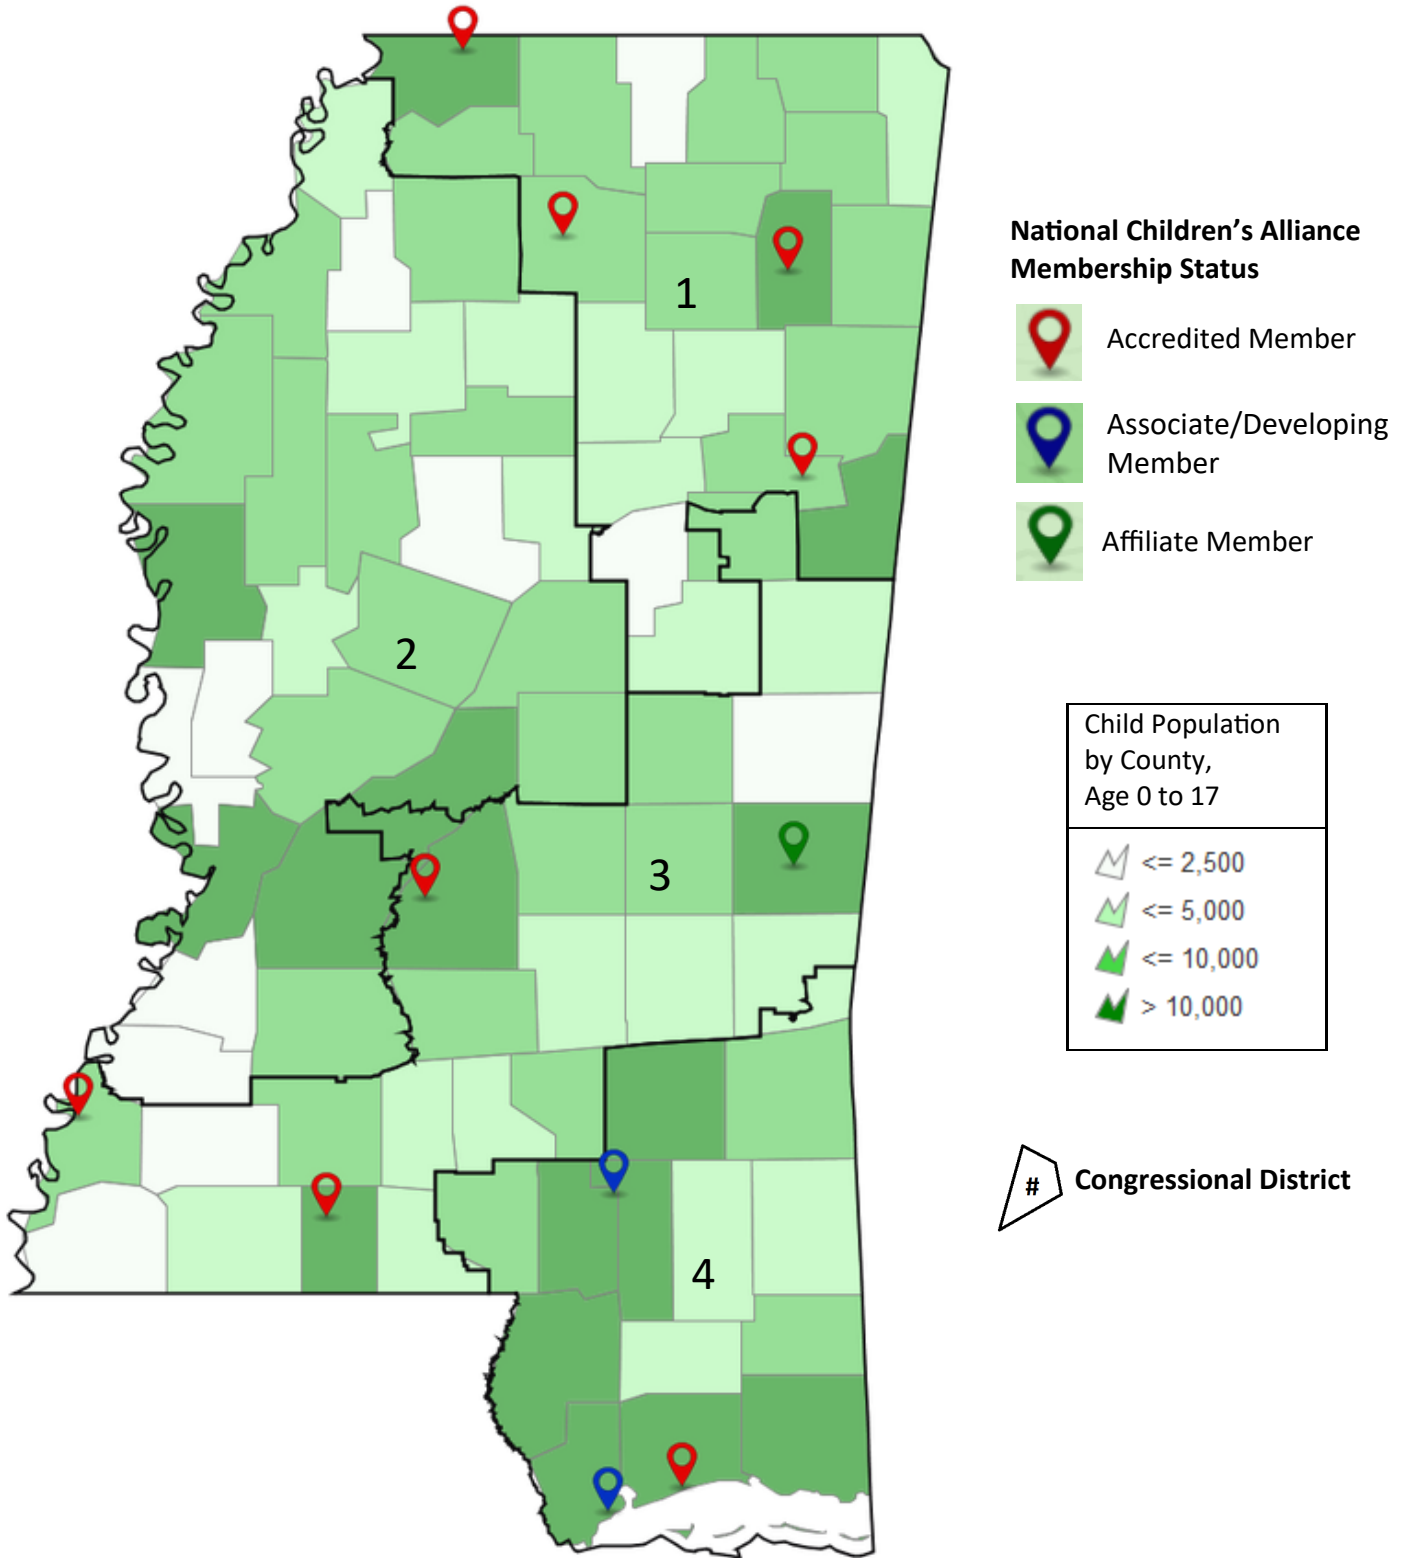 National Children’s Alliance
Membership Status
Accredited Member
Associate/Developing
Member
Affiliate Member
1
2
3
4
Child Population
by County,
Age 0 to 17
<= 2,500
<= 5,000
<= 10,000
> 10,000
# Congressional District